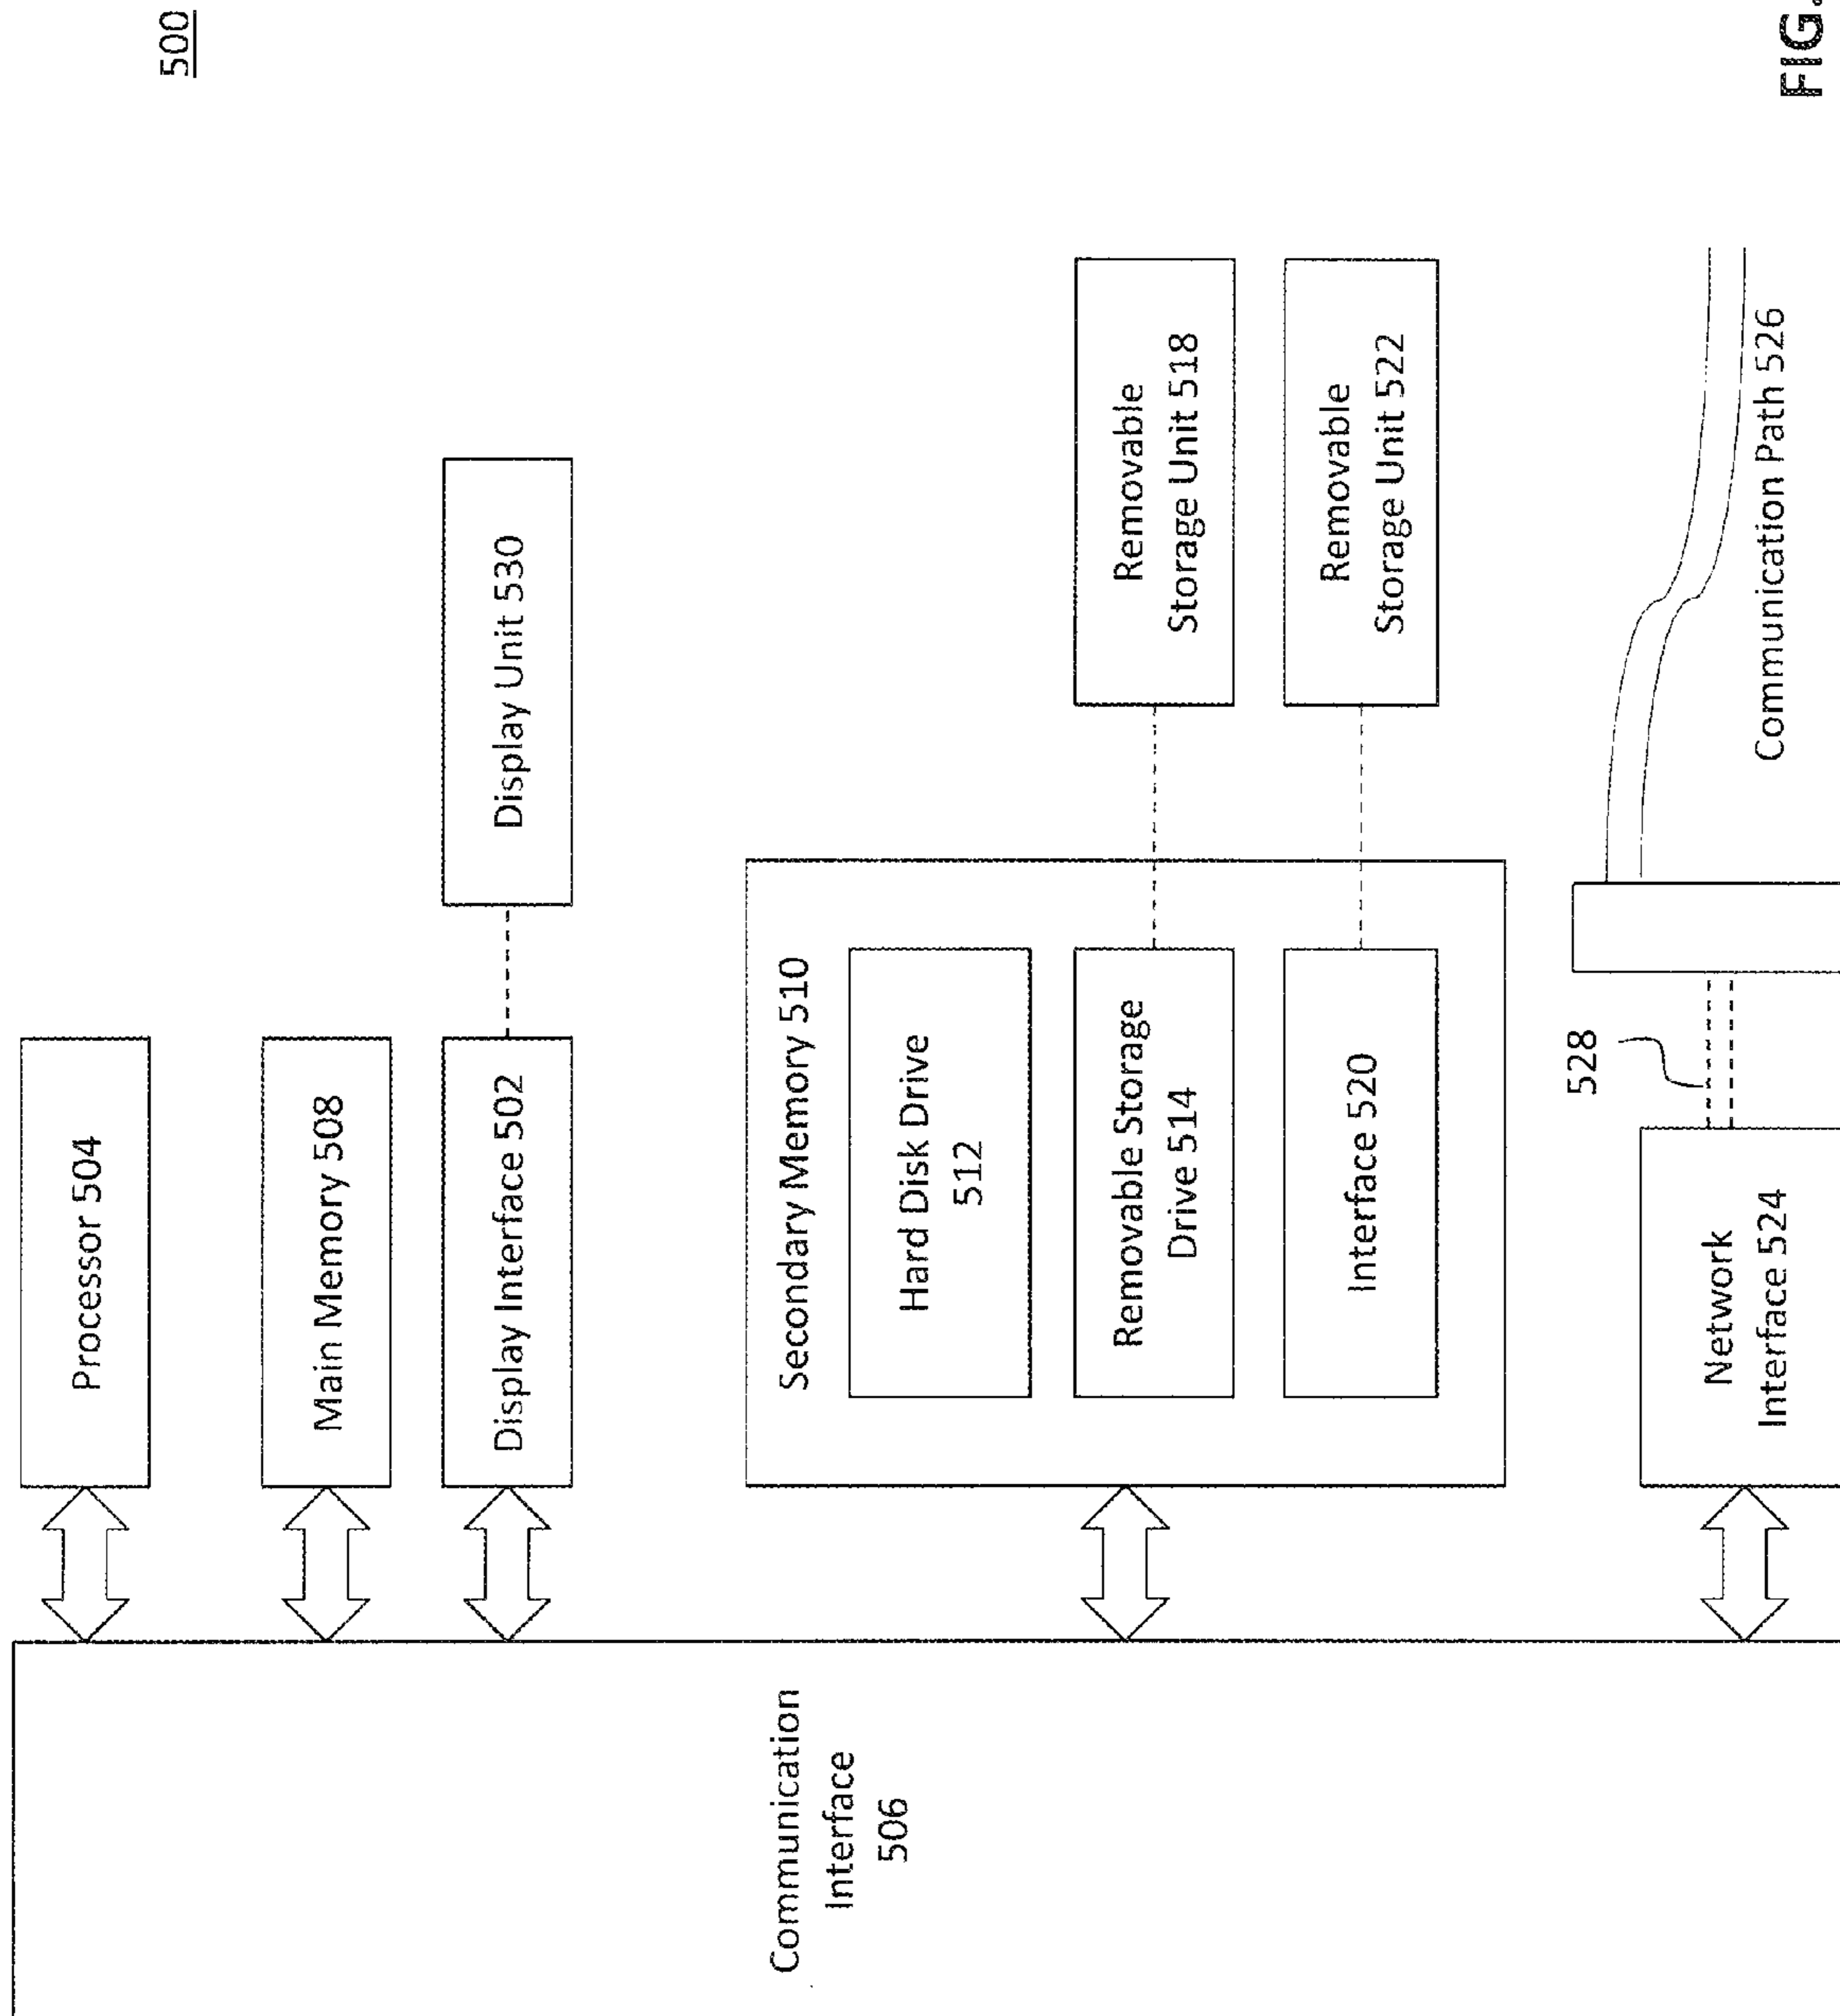 500
Processor 504
Main Memory 508
Display Interface 502
Display Unit 530
Communication
Interface
506
Secondary Memory 510
Hard Disk Drive
512
Removable Storage
Drive 514
Removable
Storage Unit 518
Interface 520
Removable
Storage Unit 522
528
Network
Interface 524
Communication Path 526
FIG.